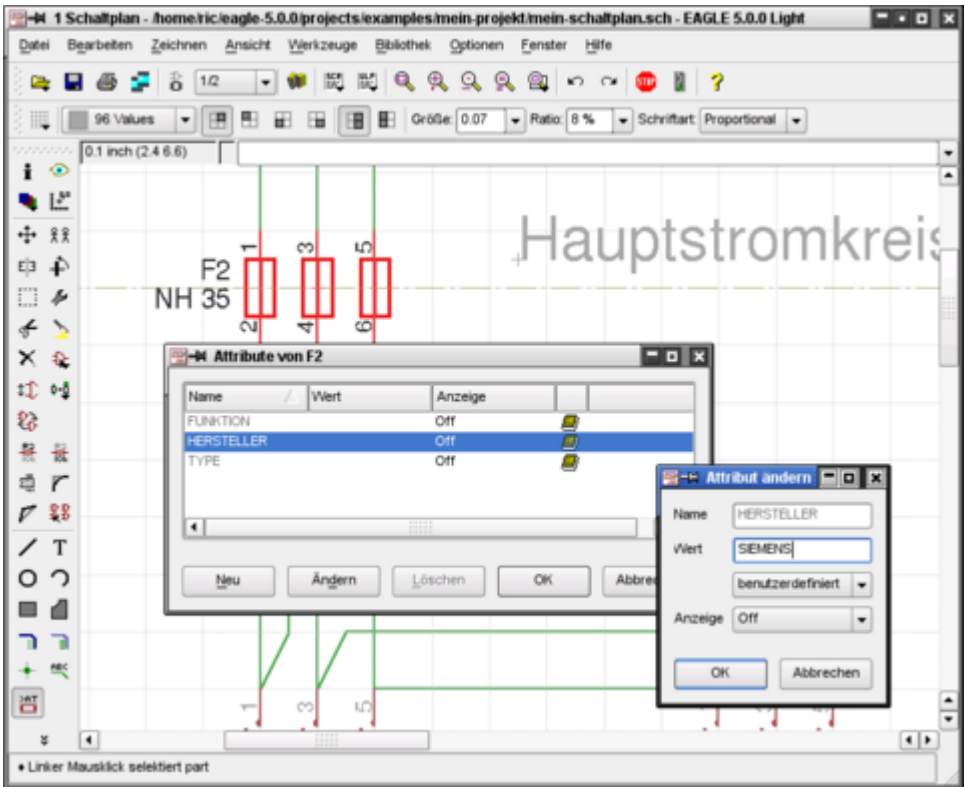 1 Schaltplan - /home/ric/eagle-5.0.0/projects/examples/mein-projekt/mein-schaltplan.sch - EAGLE 5.0.0 Light
Datei Bearbeiten Zeichnen Ansicht Werkzeuge Bibliothek Optionen Fenster Hilfe
1/2 STOP
96 Values Größe: 0.07 Ratio: 8 % Schriftart: Proportional
0.1 inch (2.4 6.6)
Hauptstromkreis
1 3 5
F2
NH 35
2 4 6
Attribute von F2
Name Wert Anzeige
FUNKTION Off
HERSTELLER Off
TYPE Off
Neu Ändern Löschen OK Abbrec
Attribut ändern
Name HERSTELLER
Wert SIEMENS
benutzerdefiniert
Anzeige Off
OK Abbrechen
T
ABC
1 3 5
Linker Mausklick selektiert part